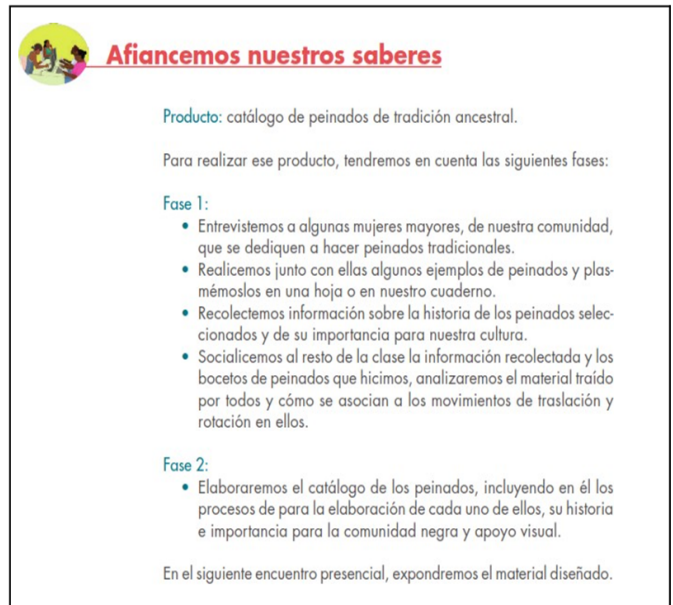 Afiancemos nuestros saberes
Producto: catálogo de peinados de tradición ancestral.
Para realizar ese producto, tendremos en cuenta las siguientes fases:
Fase 1:
• Entrevistemos a algunas mujeres mayores, de nuestra comunidad,
que se dediquen a hacer peinados tradicionales.
• Realicemos junto con ellas algunos ejemplos de peinados y plas-
mémoslos en una hoja o en nuestro cuaderno.
• Recolectemos información sobre la historia de los peinados selec-
cionados y de su importancia para nuestra cultura.
• Socialicemos al resto de la clase la información recolectada y los
bocetos de peinados que hicimos, analizaremos el material traído
por todos y cómo se asocian a los movimientos de traslación y
rotación en ellos.
Fase 2:
• Elaboraremos el catálogo de los peinados, incluyendo en él los
procesos de para la elaboración de cada uno de ellos, su historia
e importancia para la comunidad negra y apoyo visual.
En el siguiente encuentro presencial, expondremos el material diseñado.